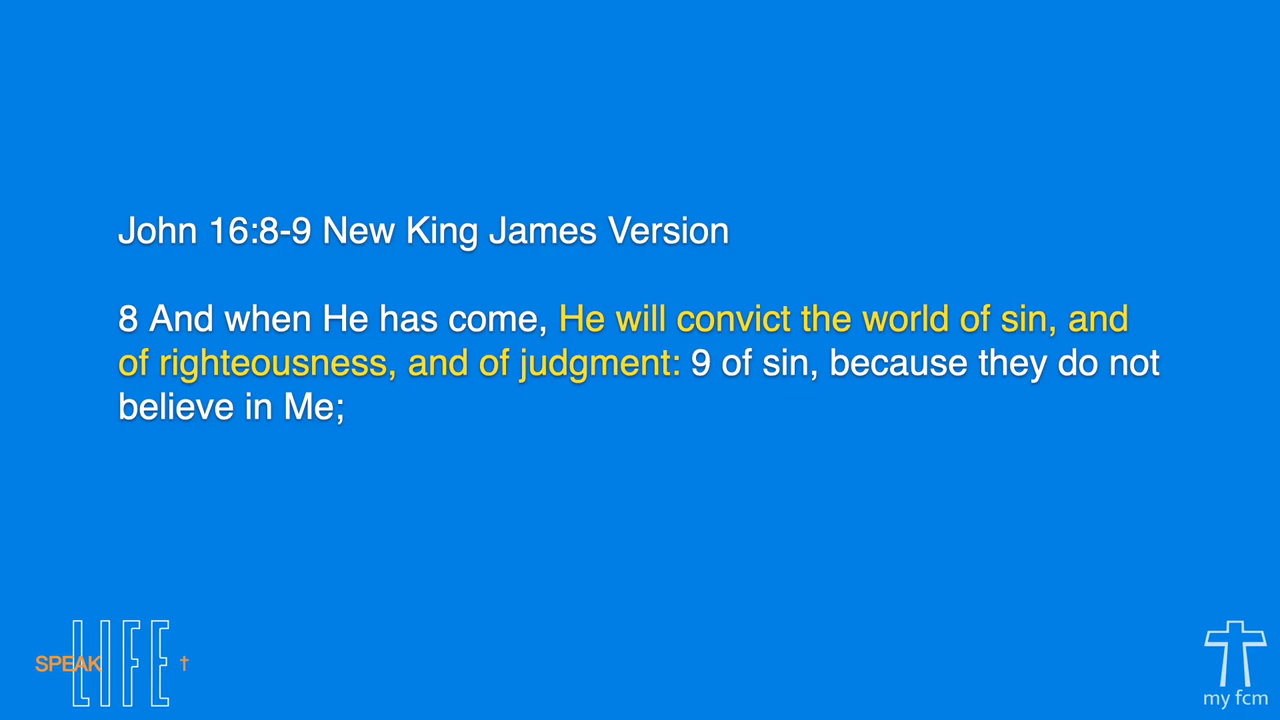 John 16:8-9 New King James Version
8 And when He has come, He will convict the world of sin, and
of righteousness, and of judgment: 9 of sin, because they do not
believe in Me;
SPEAK LIFE †
my fcm